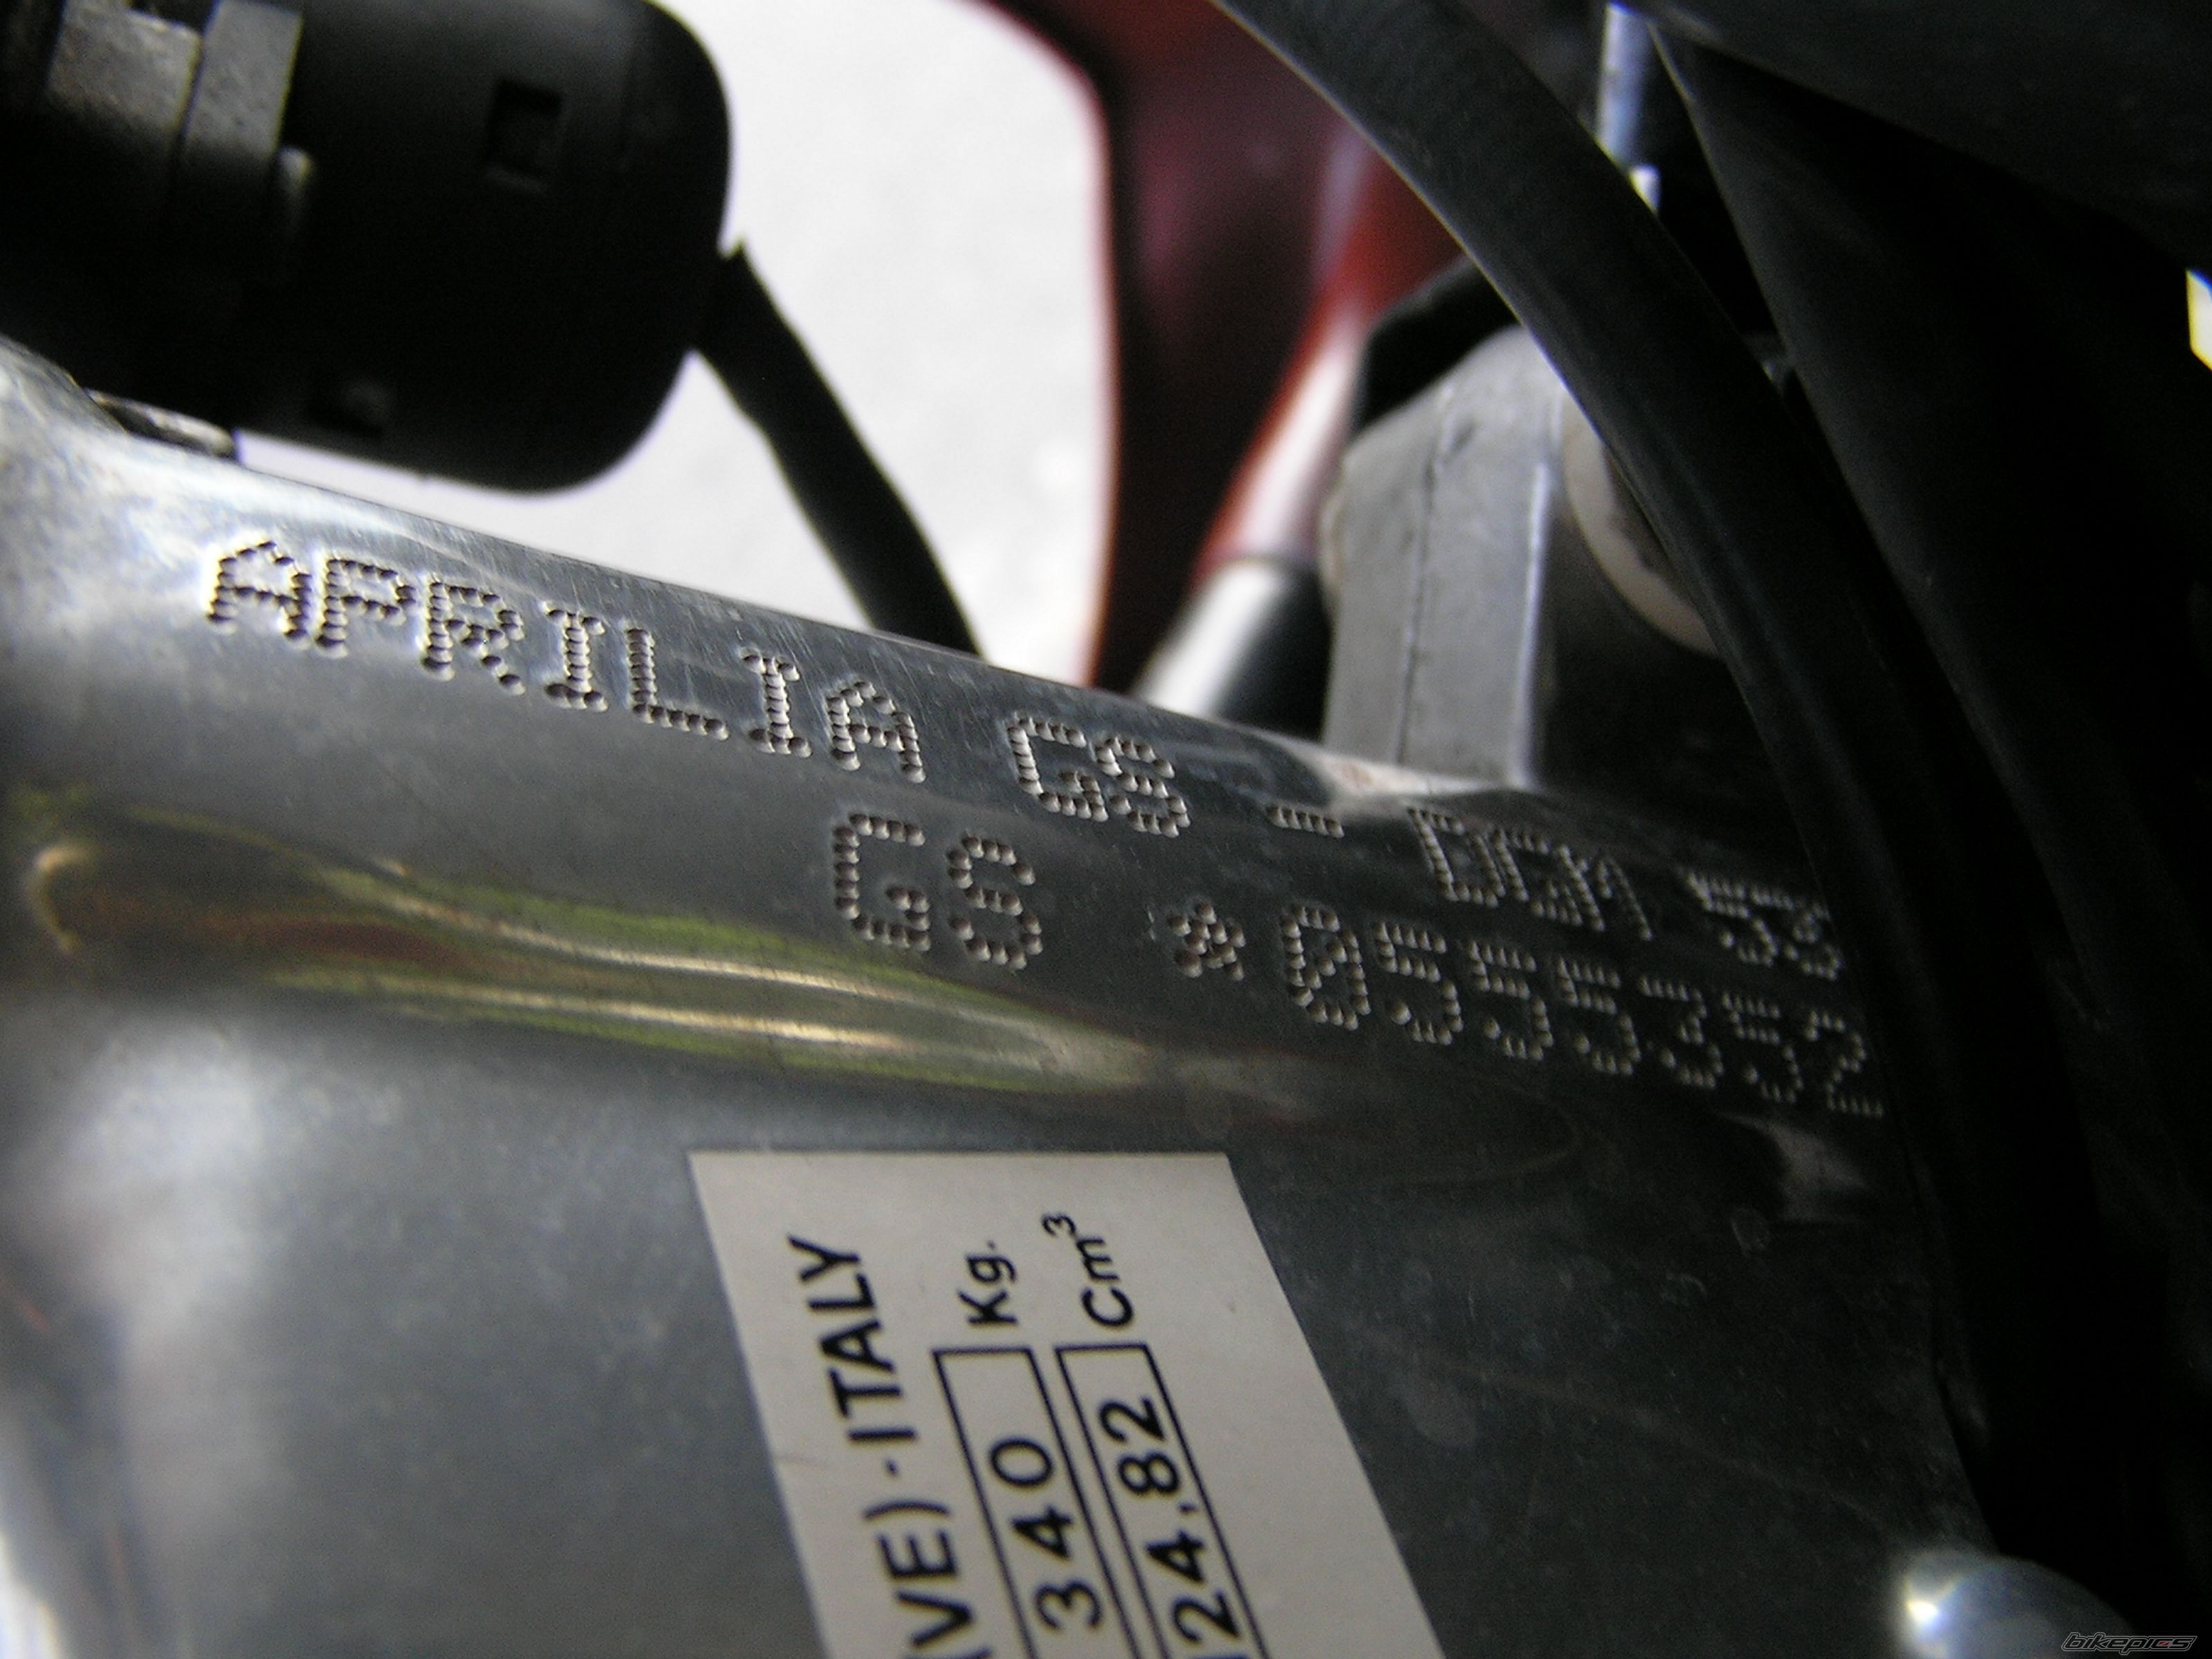 APRILIA GS - DGM 53
GS *0555352
(VE) · ITALY
340 Kg.
124,82 Cm³
bikepics